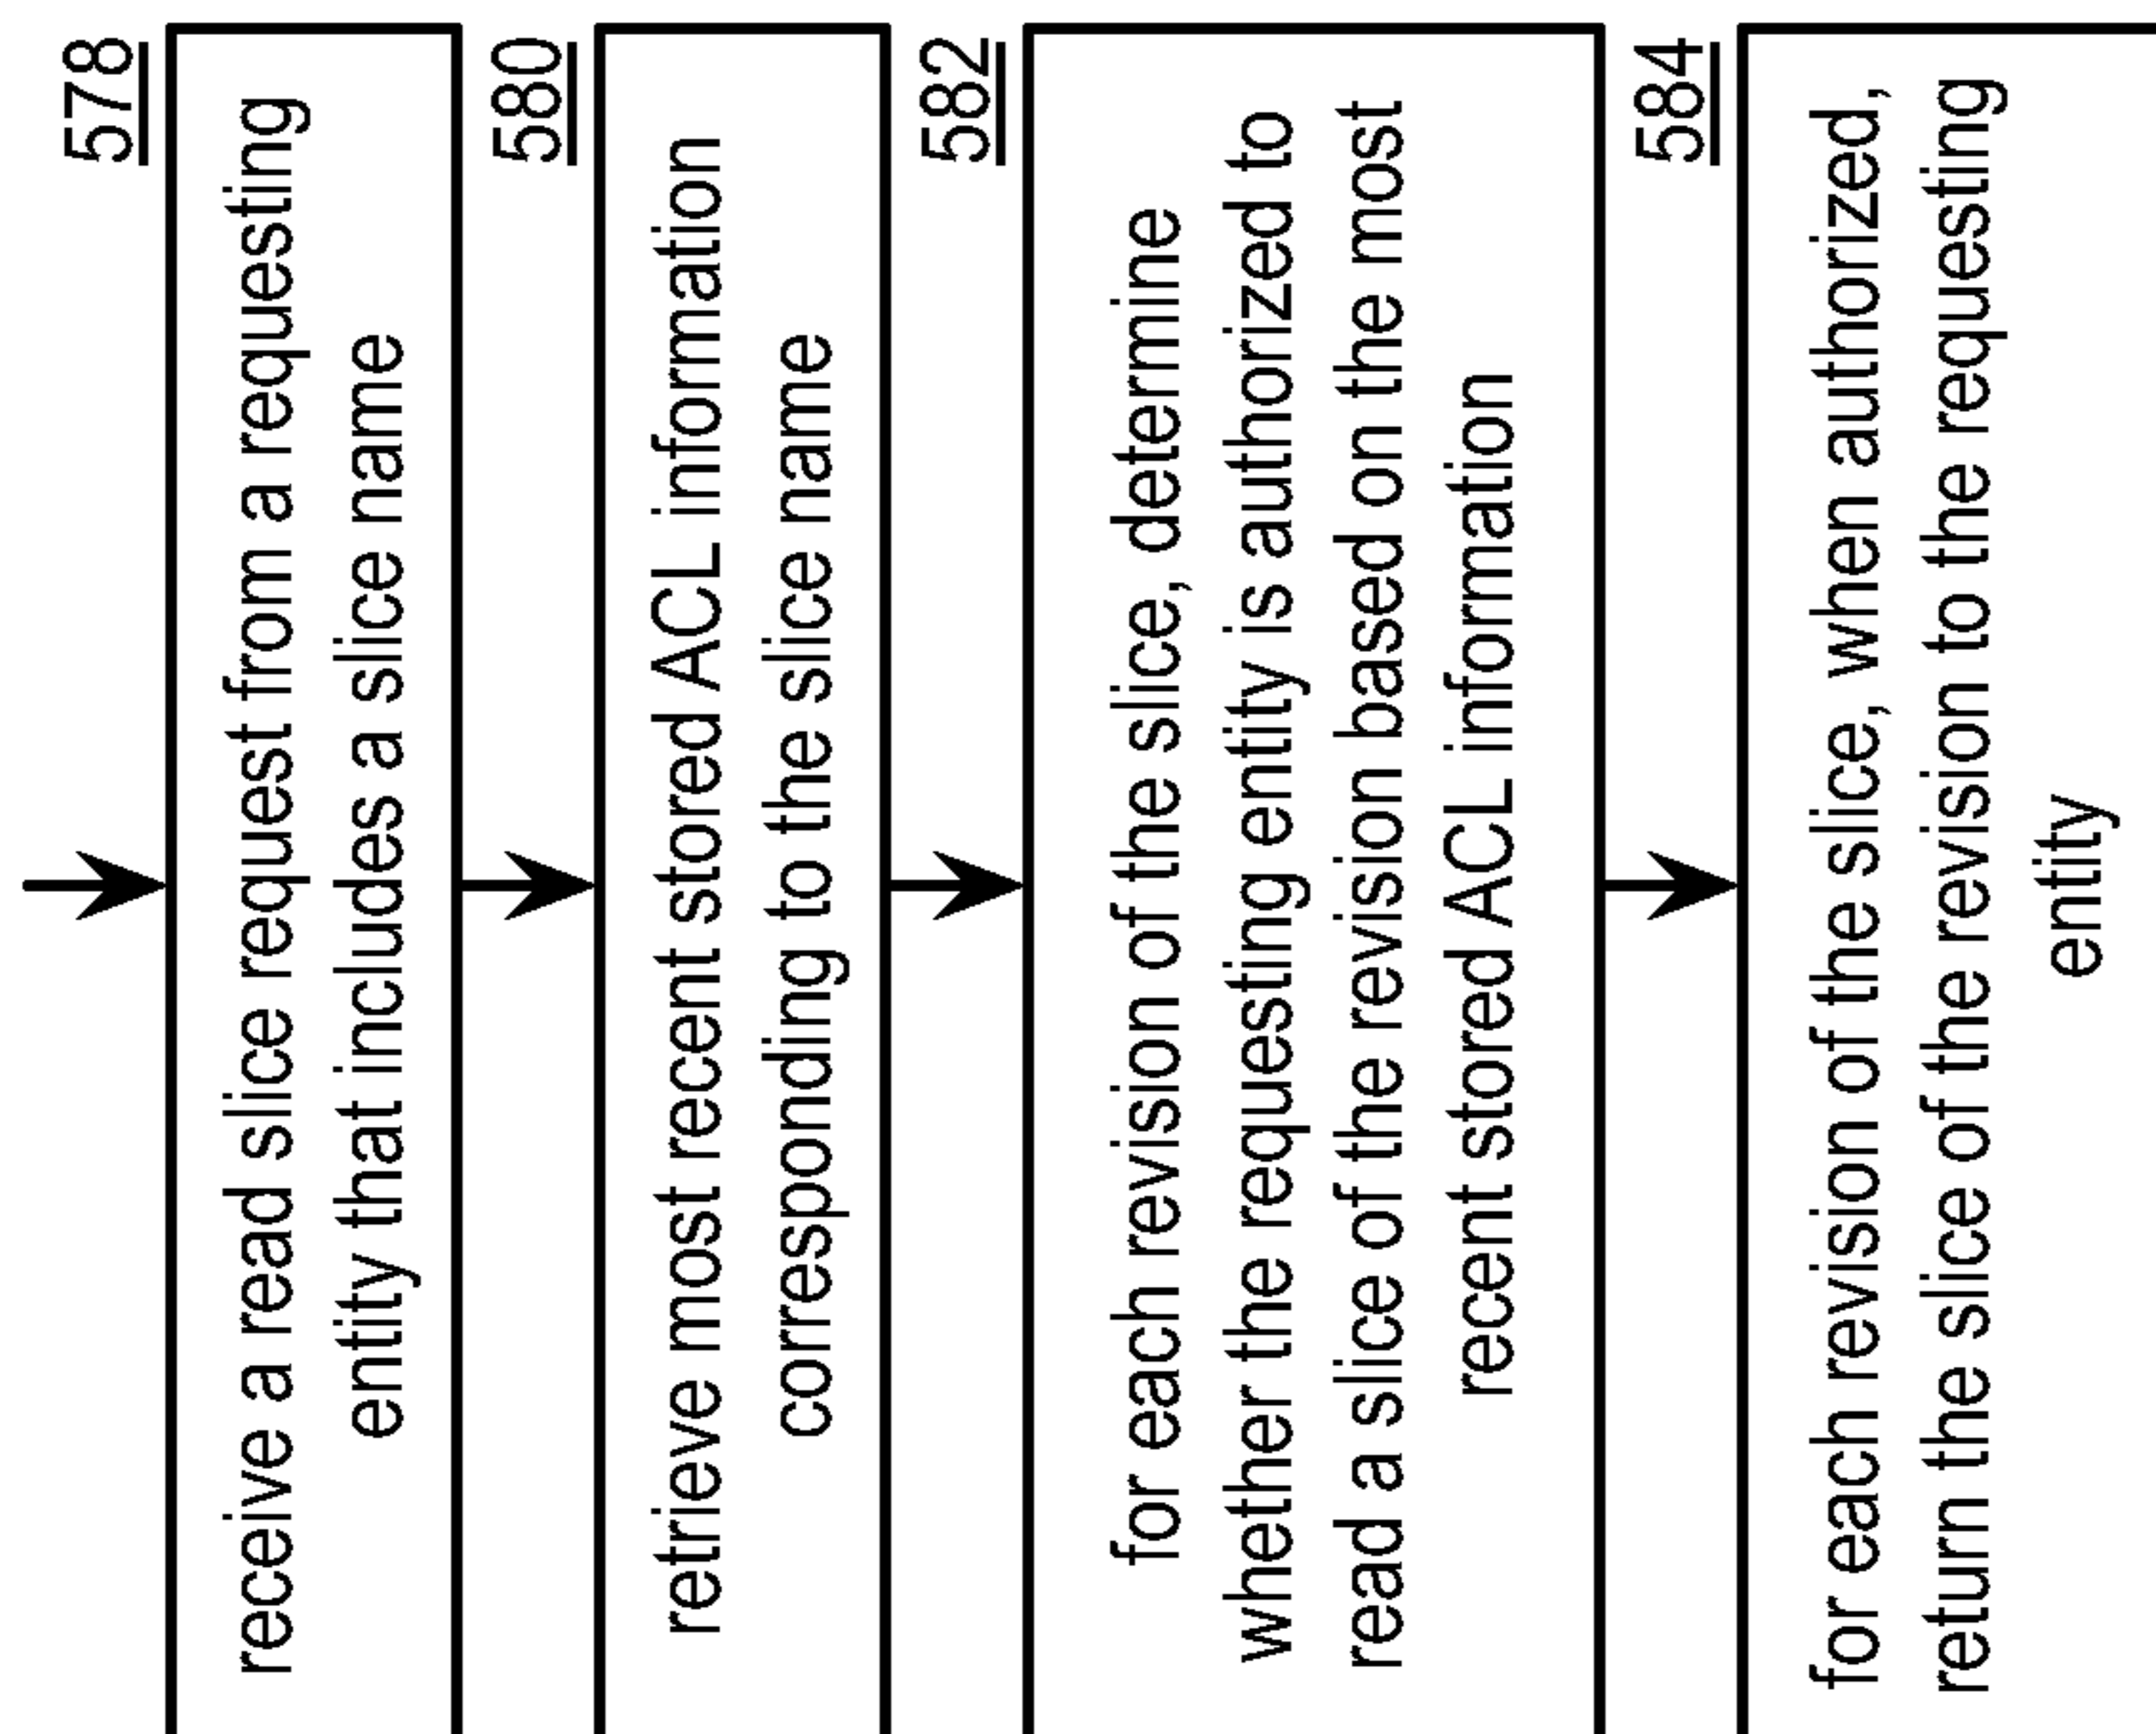 578
receive a read slice request from a requesting
entity that includes a slice name
580
retrieve most recent stored ACL information
corresponding to the slice name
582
for each revision of the slice, determine
whether the requesting entity is authorized to
read a slice of the revision based on the most
recent stored ACL information
584
for each revision of the slice, when authorized,
return the slice of the revision to the requesting
entity